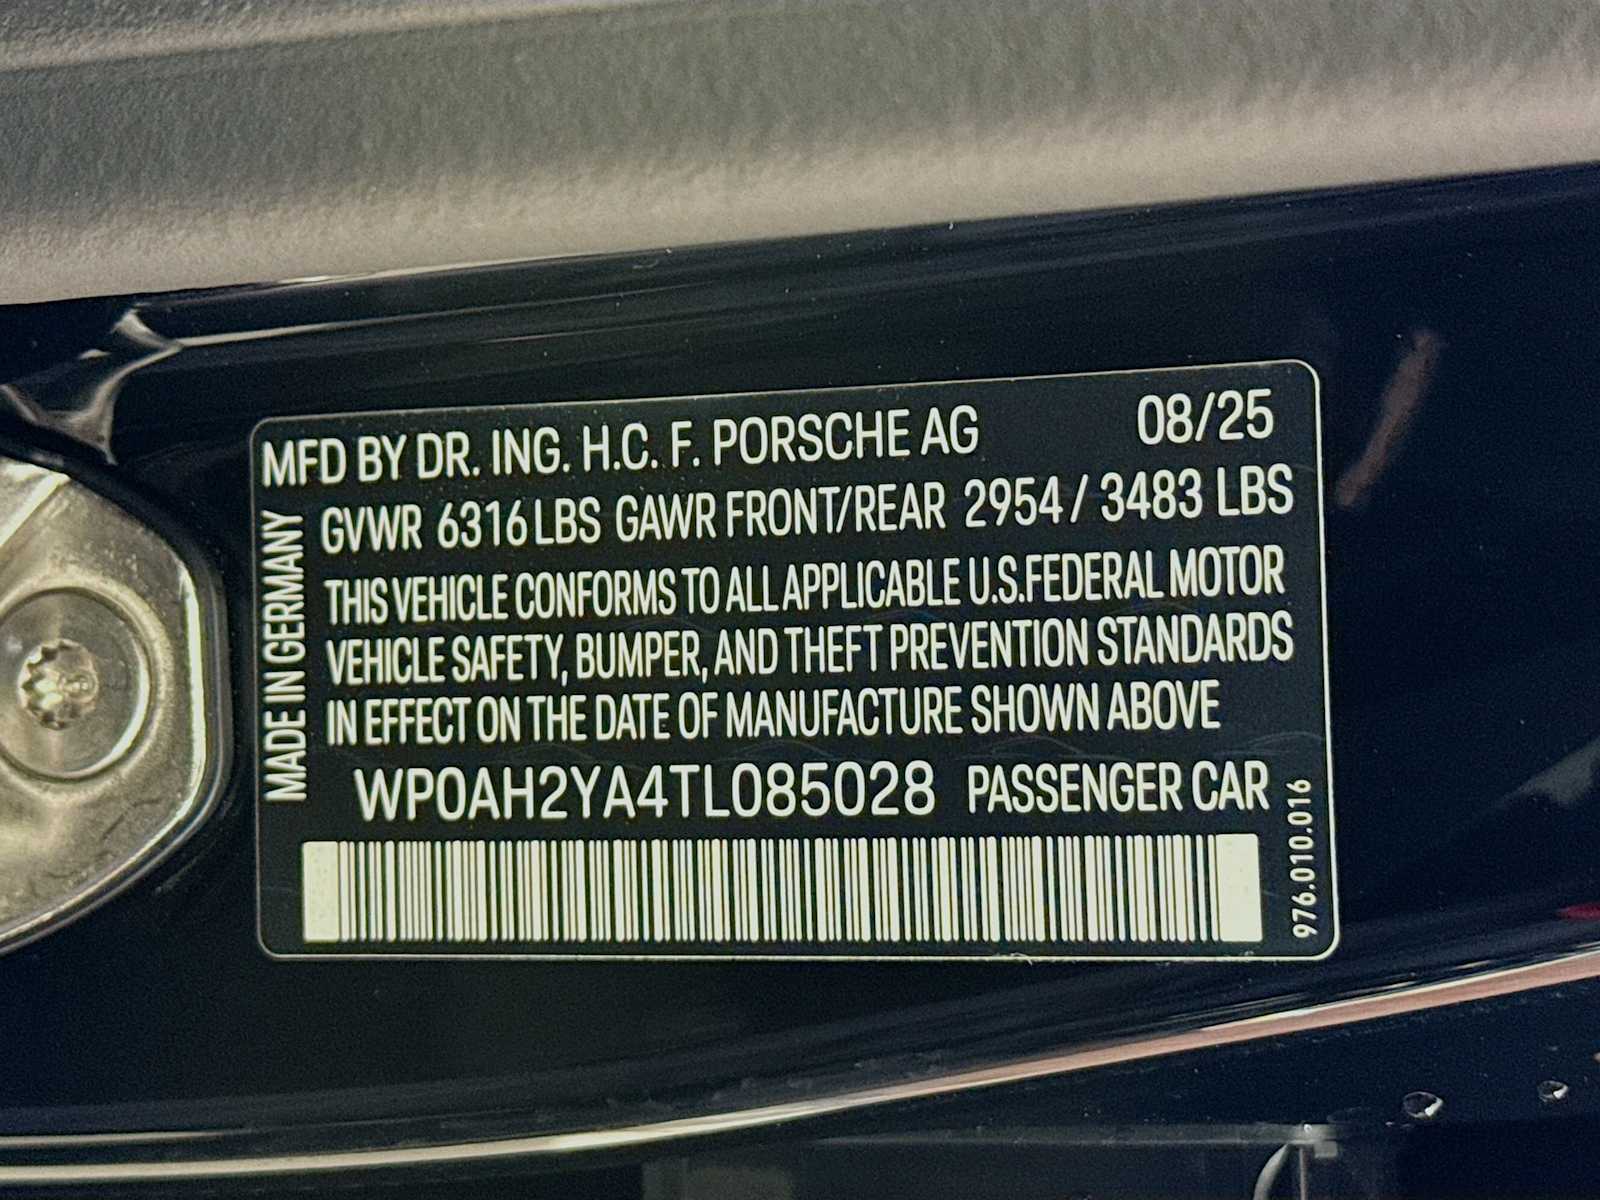 MFD BY DR. ING. H.C. F. PORSCHE AG 08/25
GVWR 6316 LBS GAWR FRONT/REAR 2954 / 3483 LBS
THIS VEHICLE CONFORMS TO ALL APPLICABLE U.S. FEDERAL MOTOR
VEHICLE SAFETY, BUMPER, AND THEFT PREVENTION STANDARDS
IN EFFECT ON THE DATE OF MANUFACTURE SHOWN ABOVE
WP0AH2YA4TL085028 PASSENGER CAR
MADE IN GERMANY
976.010.016